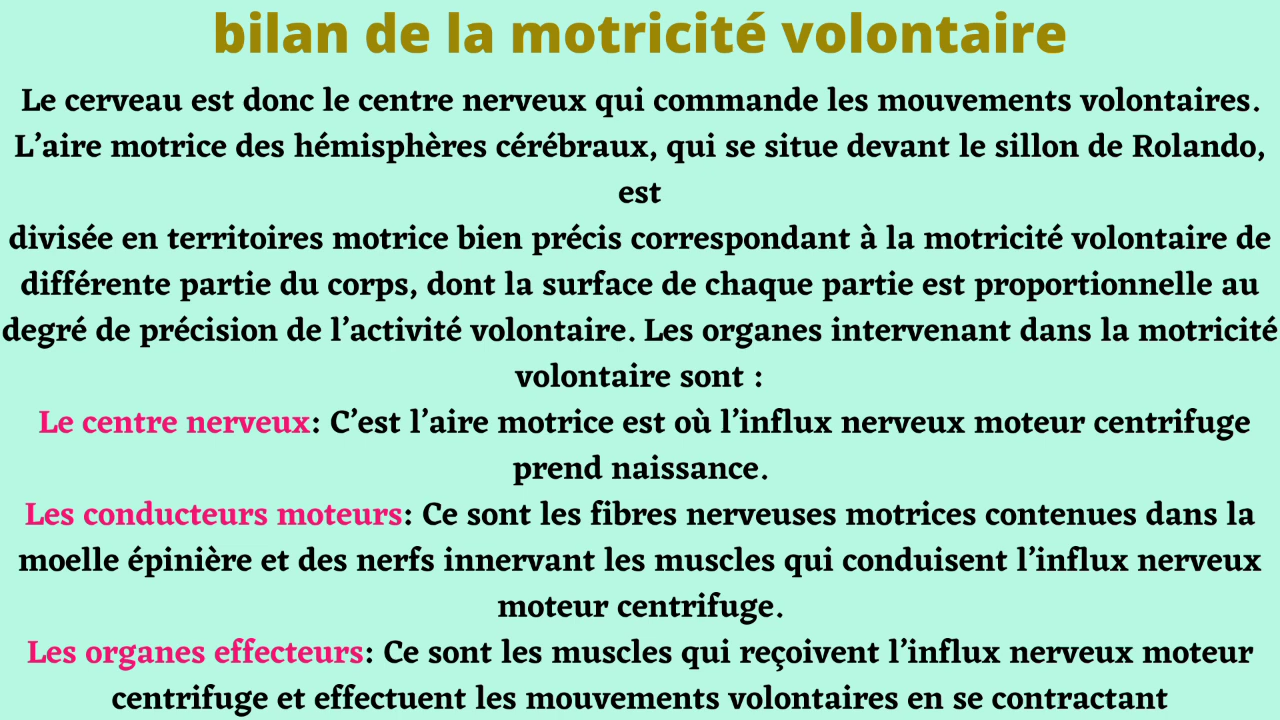 bilan de la motricité volontaire
Le cerveau est donc le centre nerveux qui commande les mouvements volontaires.
L’aire motrice des hémisphères cérébraux, qui se situe devant le sillon de Rolando,
est
divisée en territoires motrice bien précis correspondant à la motricité volontaire de
différente partie du corps, dont la surface de chaque partie est proportionnelle au
degré de précision de l’activité volontaire. Les organes intervenant dans la motricité
volontaire sont :
Le centre nerveux: C’est l’aire motrice est où l’influx nerveux moteur centrifuge
prend naissance.
Les conducteurs moteurs: Ce sont les fibres nerveuses motrices contenues dans la
moelle épinière et des nerfs innervant les muscles qui conduisent l’influx nerveux
moteur centrifuge.
Les organes effecteurs: Ce sont les muscles qui reçoivent l’influx nerveux moteur
centrifuge et effectuent les mouvements volontaires en se contractant